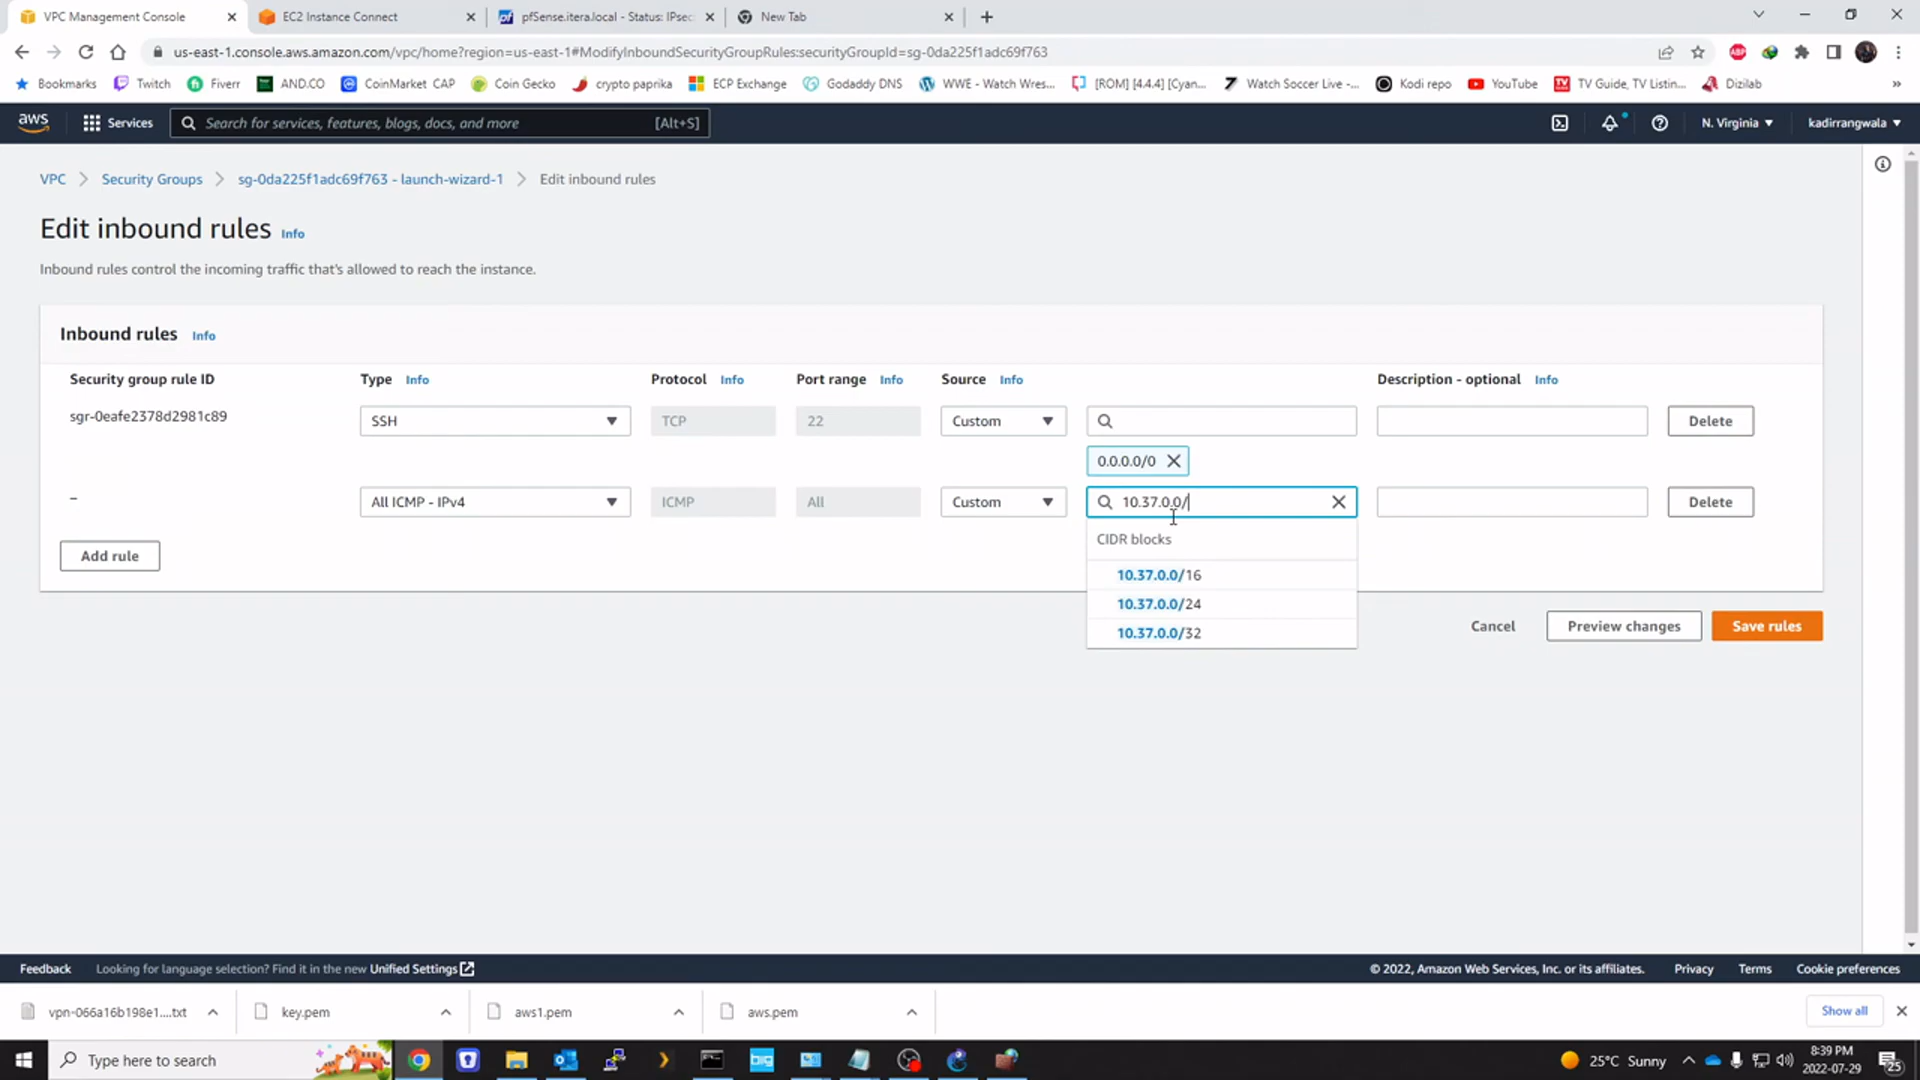 VPC Management Console
EC2 Instance Connect
pfSense.itera.local - Status: IPsec
New Tab
us-east-1.console.aws.amazon.com/vpc/home?region=us-east-1#ModifyInboundSecurityGroupRules:securityGroupId=sg-0da225f1adc69f763
Bookmarks Twitch Fiverr AND.CO CoinMarket CAP Coin Gecko crypto paprika ECP Exchange Godaddy DNS WWE - Watch Wres... [ROM] [4.4.4] [Cyan... Watch Soccer Live -... Kodi repo YouTube TV Guide, TV Listin... Dizilab »
aws Services Search for services, features, blogs, docs, and more [Alt+S] N. Virginia kadirrangwala
VPC > Security Groups > sg-0da225f1adc69f763 - launch-wizard-1 > Edit inbound rules
Edit inbound rules Info
Inbound rules control the incoming traffic that's allowed to reach the instance.
Inbound rules Info
Security group rule ID Type Info Protocol Info Port range Info Source Info Description - optional Info
sgr-0eafe2378d2981c89 SSH TCP 22 Custom Delete
0.0.0.0/0
– All ICMP - IPv4 ICMP All Custom 10.37.0.0/ Delete
CIDR blocks
Add rule
10.37.0.0/16
10.37.0.0/24
10.37.0.0/32
Cancel Preview changes Save rules
Feedback Looking for language selection? Find it in the new Unified Settings © 2022, Amazon Web Services, Inc. or its affiliates. Privacy Terms Cookie preferences
vpn-066a16b198e1....txt key.pem aws1.pem aws.pem Show all
Type here to search 25°C Sunny 8:39 PM
2022-07-29 25